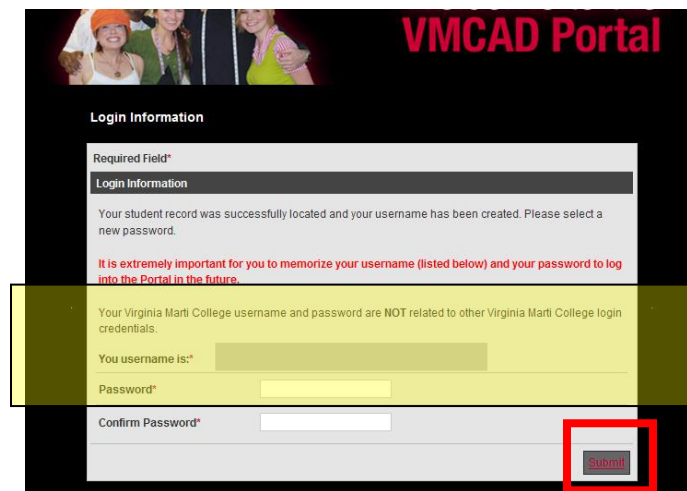 VMCAD Portal
Login Information
Required Field*
Login Information
Your student record was successfully located and your username has been created. Please select a
new password.
It is extremely important for you to memorize your username (listed below) and your password to log
into the Portal in the future.
Your Virginia Marti College username and password are NOT related to other Virginia Marti College login
credentials.
You username is:*
Password*
Confirm Password*
Submit